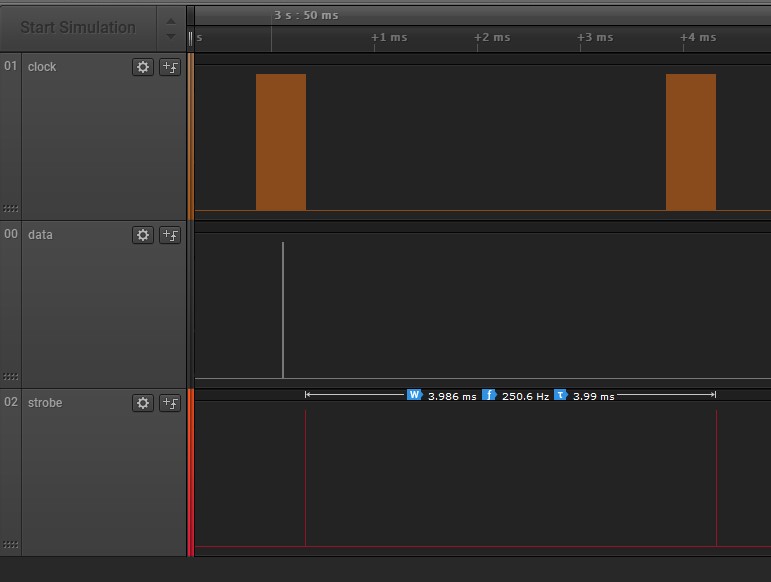 Start Simulation
3 s : 50 ms
s +1 ms +2 ms +3 ms +4 ms
01 clock
00 data
02 strobe
W 3.986 ms f 250.6 Hz T 3.99 ms